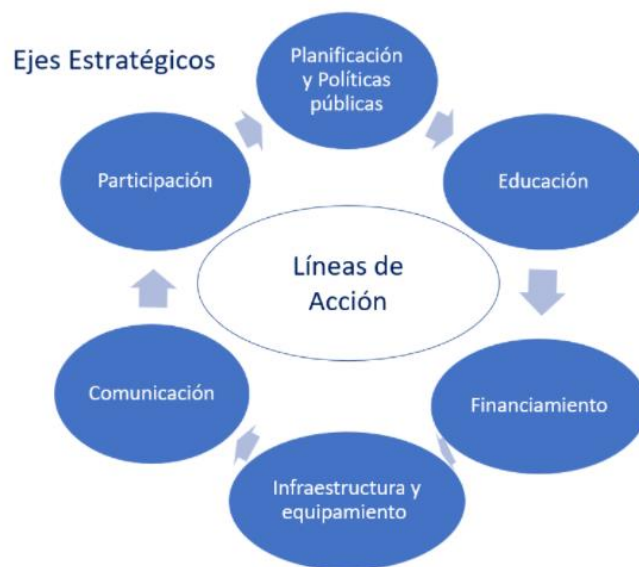 Ejes Estratégicos
Planificación
y Políticas
públicas
Participación
Educación
Líneas de
Acción
Comunicación
Financiamiento
Infraestructura y
equipamiento